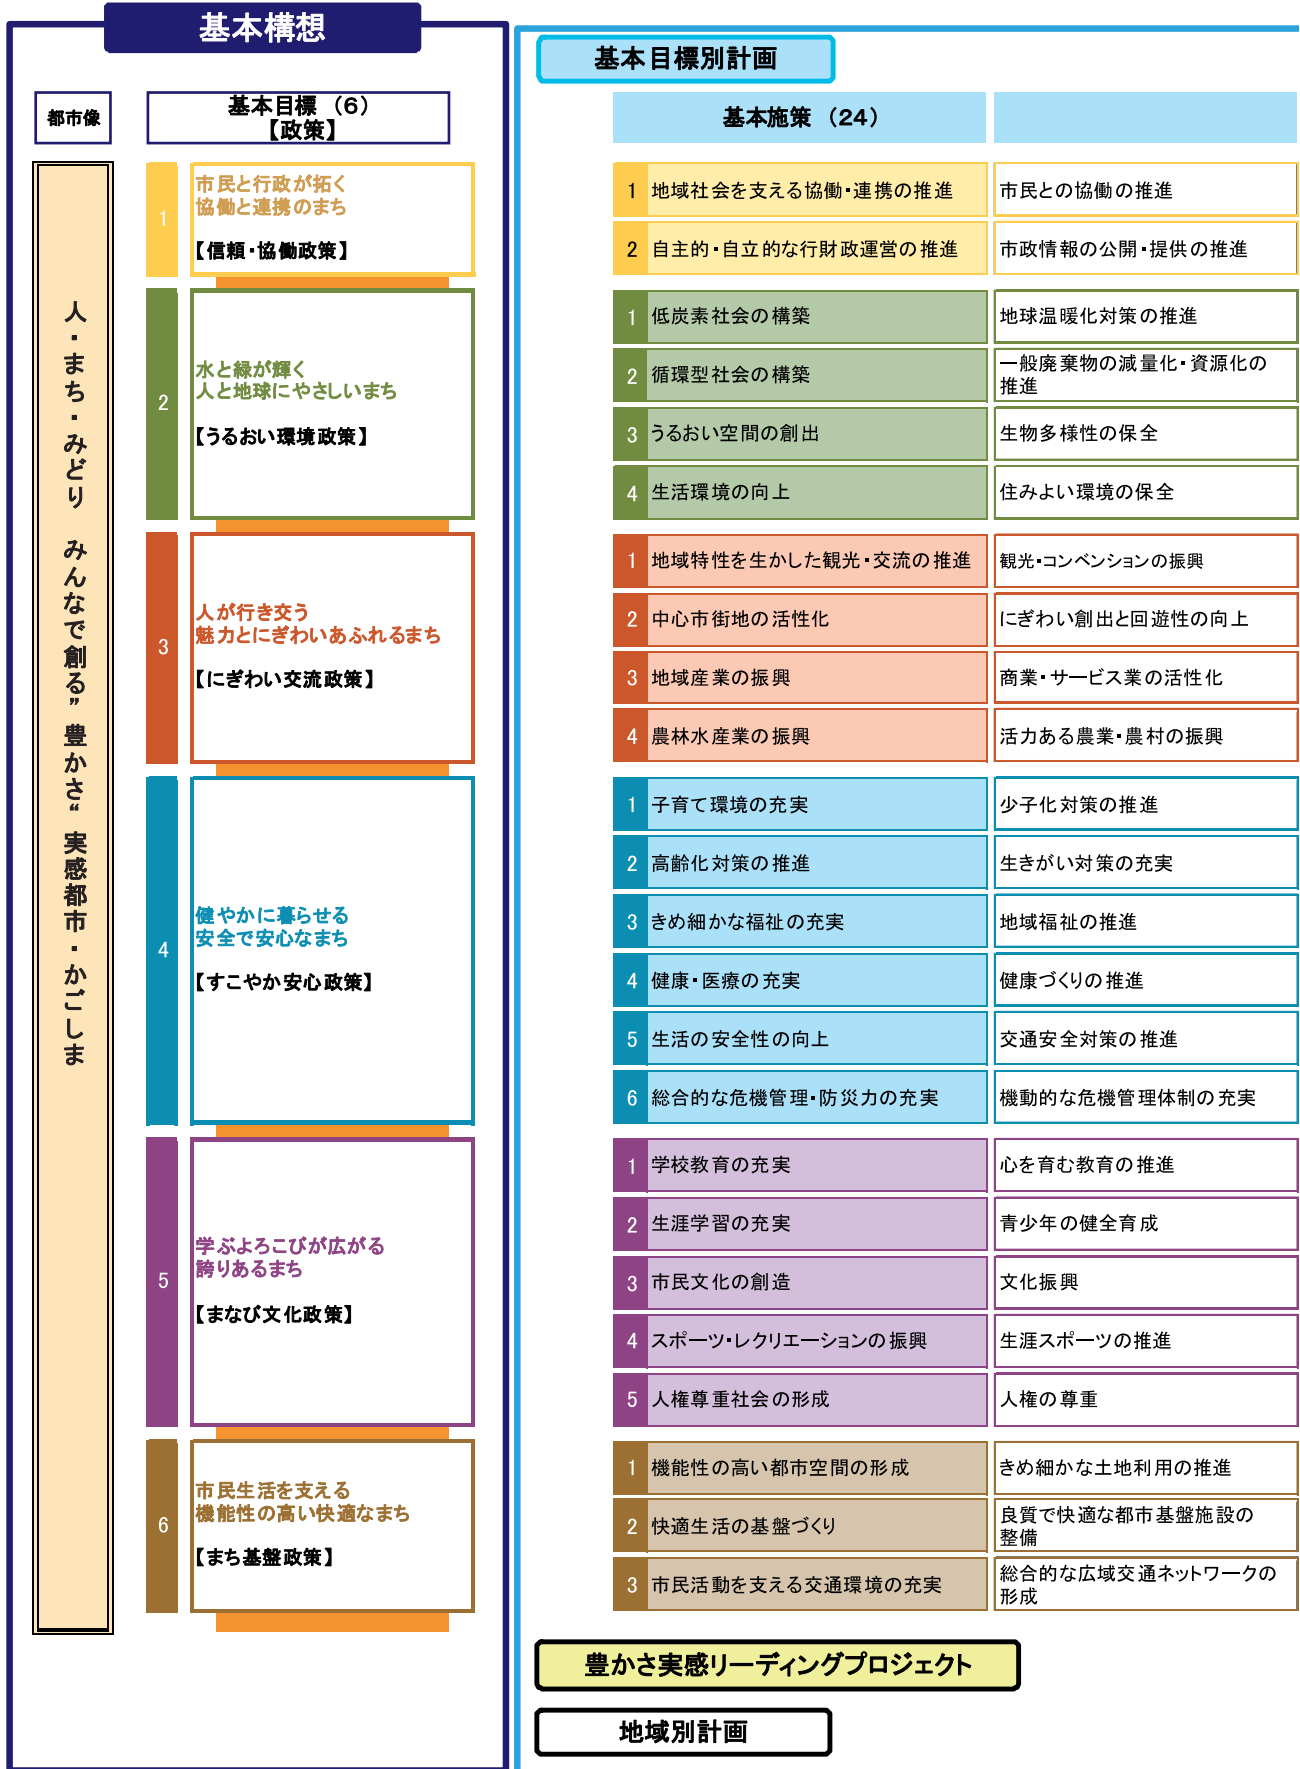 基本構想
都市像
基本目標（6）
【政策】
人・まち・みどり　みんなで創る”豊かさ“実感都市・かごしま
1
市民と行政が拓く
協働と連携のまち
【信頼・協働政策】
2
水と緑が輝く
人と地球にやさしいまち
【うるおい環境政策】
3
人が行き交う
魅力とにぎわいあふれるまち
【にぎわい交流政策】
4
健やかに暮らせる
安全で安心なまち
【すこやか安心政策】
5
学ぶよろこびが広がる
誇りあるまち
【まなび文化政策】
6
市民生活を支える
機能性の高い快適なまち
【まち基盤政策】
基本目標別計画
基本施策（24）
1 地域社会を支える協働・連携の推進 市民との協働の推進
2 自主的・自立的な行財政運営の推進 市政情報の公開・提供の推進
1 低炭素社会の構築 地球温暖化対策の推進
2 循環型社会の構築 一般廃棄物の減量化・資源化の
推進
3 うるおい空間の創出 生物多様性の保全
4 生活環境の向上 住みよい環境の保全
1 地域特性を生かした観光・交流の推進 観光・コンベンションの振興
2 中心市街地の活性化 にぎわい創出と回遊性の向上
3 地域産業の振興 商業・サービス業の活性化
4 農林水産業の振興 活力ある農業・農村の振興
1 子育て環境の充実 少子化対策の推進
2 高齢化対策の推進 生きがい対策の充実
3 きめ細かな福祉の充実 地域福祉の推進
4 健康・医療の充実 健康づくりの推進
5 生活の安全性の向上 交通安全対策の推進
6 総合的な危機管理・防災力の充実 機動的な危機管理体制の充実
1 学校教育の充実 心を育む教育の推進
2 生涯学習の充実 青少年の健全育成
3 市民文化の創造 文化振興
4 スポーツ・レクリエーションの振興 生涯スポーツの推進
5 人権尊重社会の形成 人権の尊重
1 機能性の高い都市空間の形成 きめ細かな土地利用の推進
2 快適生活の基盤づくり 良質で快適な都市基盤施設の
整備
3 市民活動を支える交通環境の充実 総合的な広域交通ネットワークの
形成
豊かさ実感リーディングプロジェクト
地域別計画